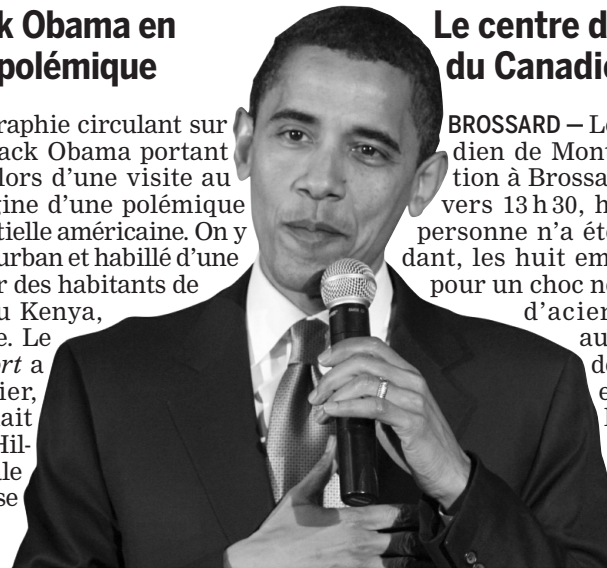 k Obama en
polémique
raphie circulant sur
ack Obama portant
lors d'une visite au
gine d'une polémique
tielle américaine. On y
urban et habillé d'une
r des habitants de
u Kenya,
e. Le
rt a
ier,
ait
Hil-
lle
se
Le centre d
du Canadie
BROSSARD – Le
dien de Mont
tion à Brossa
vers 13 h 30, h
personne n'a été
dant, les huit em
pour un choc ne
d'acier
au
de
e